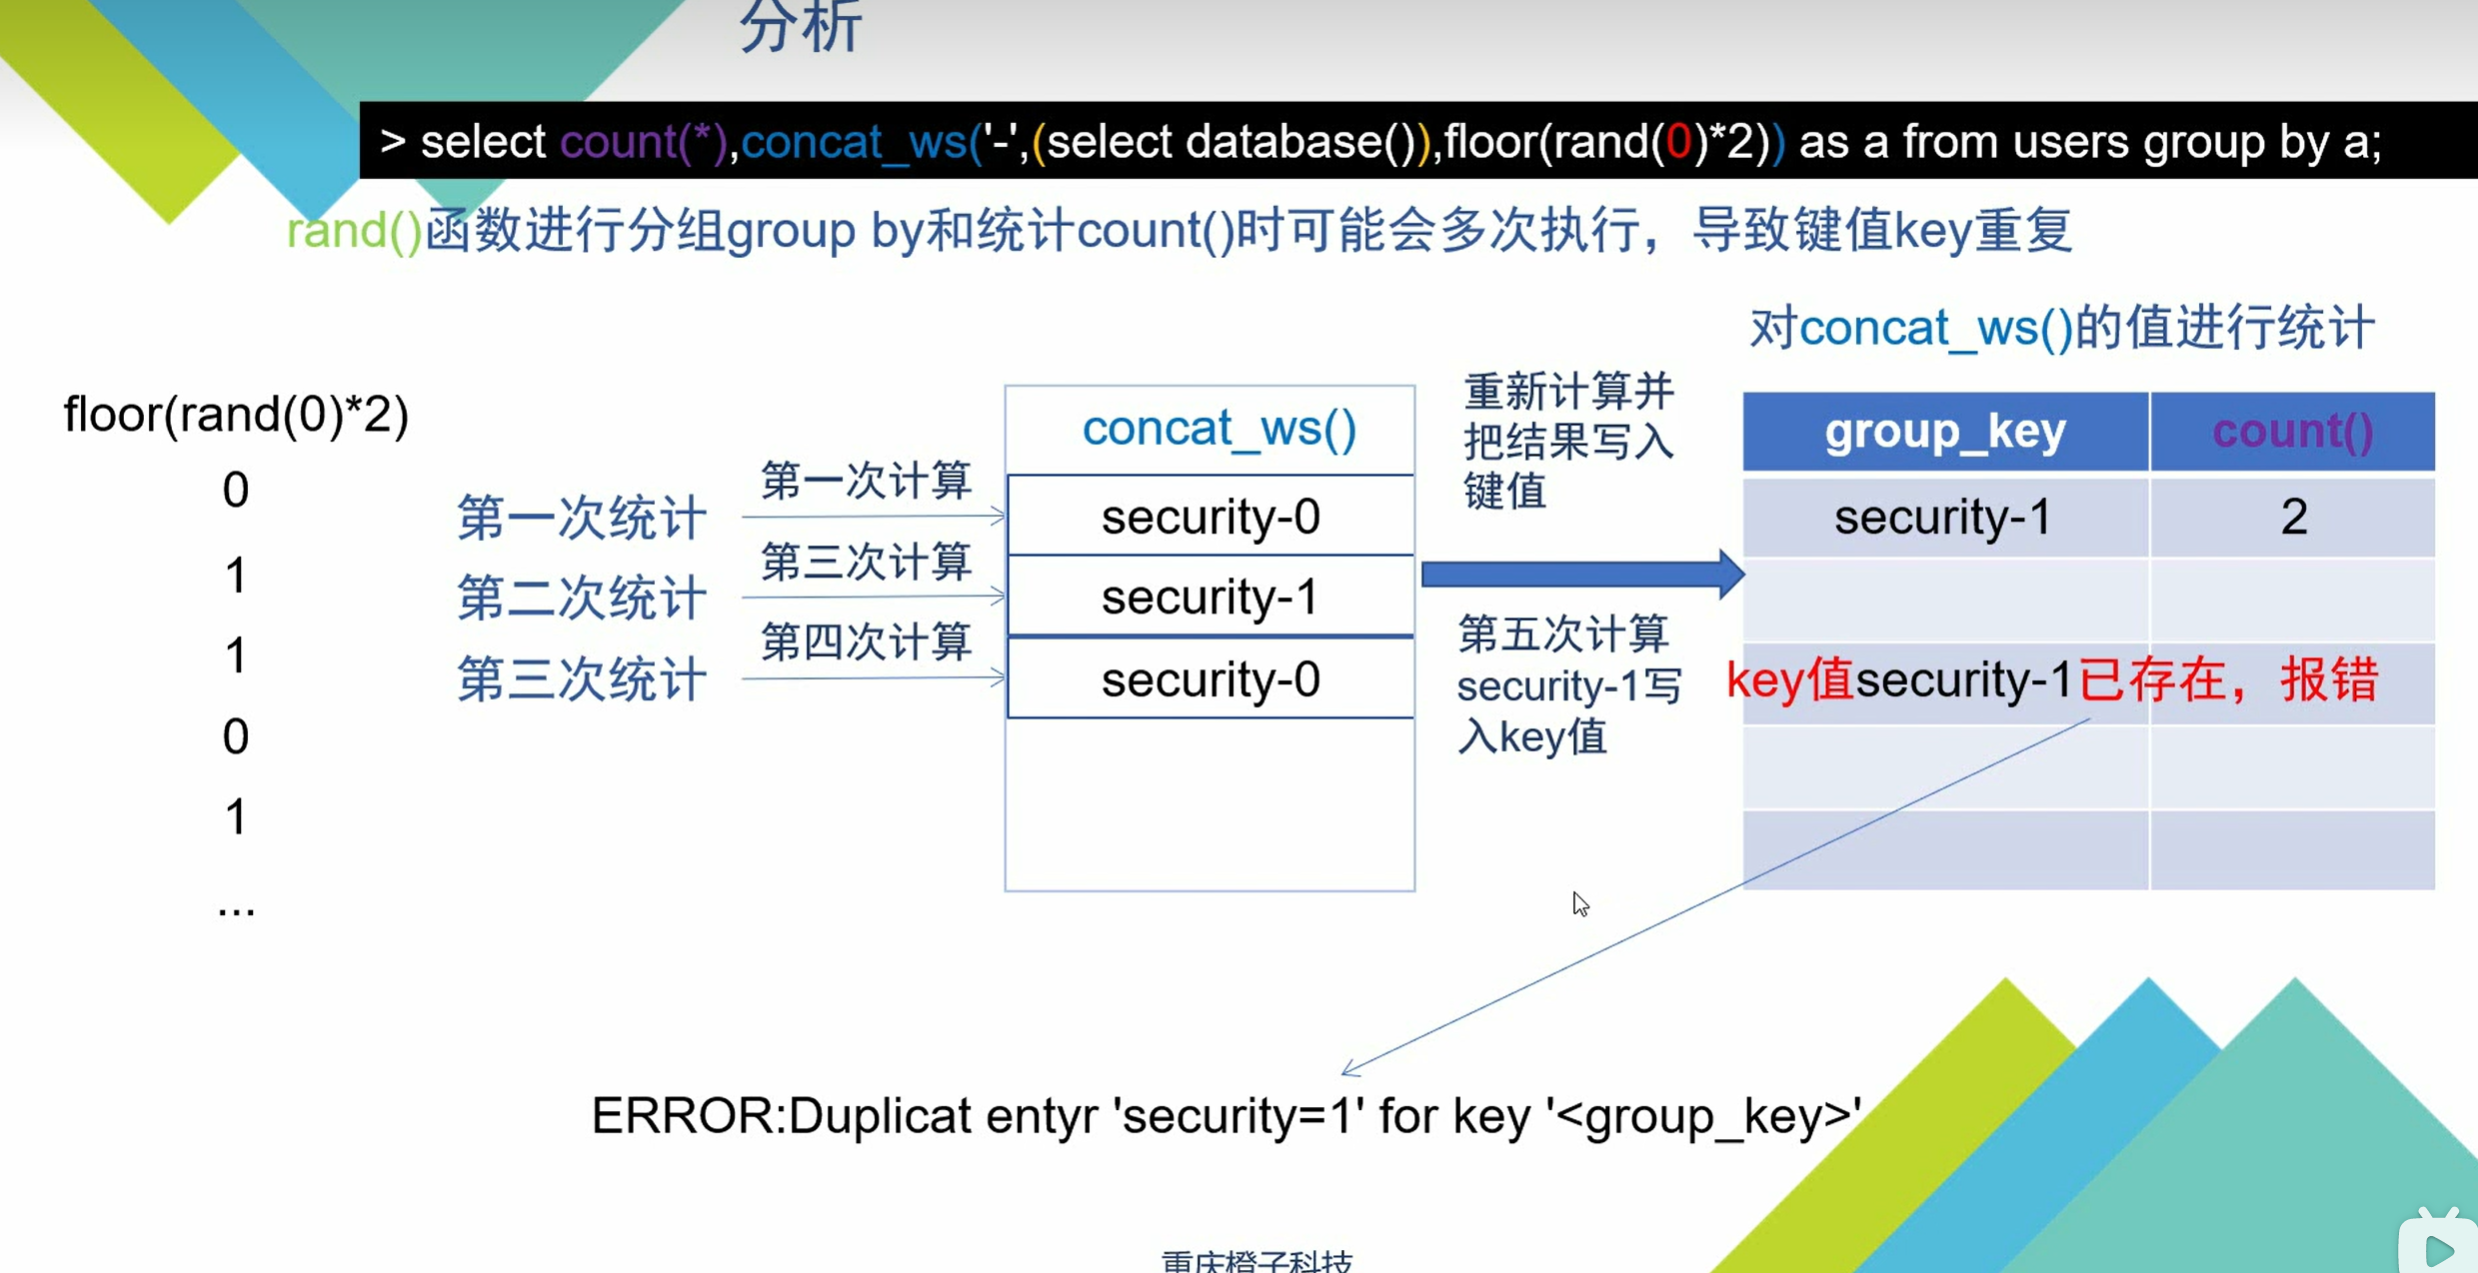 分析
> select count(*),concat_ws('-',(select database()),floor(rand(0)*2)) as a from users group by a;
rand()函数进行分组group by和统计count()时可能会多次执行，导致键值key重复
对concat_ws()的值进行统计
floor(rand(0)*2)
0
1
1
0
1
...
第一次统计
第二次统计
第三次统计
第一次计算
第三次计算
第四次计算
concat_ws()
security-0
security-1
security-0
重新计算并
把结果写入
键值
第五次计算
security-1写
入key值
group_key count()
security-1 2
key值security-1已存在，报错
ERROR:Duplicat entyr 'security=1' for key '<group_key>'
重庆橙子科技